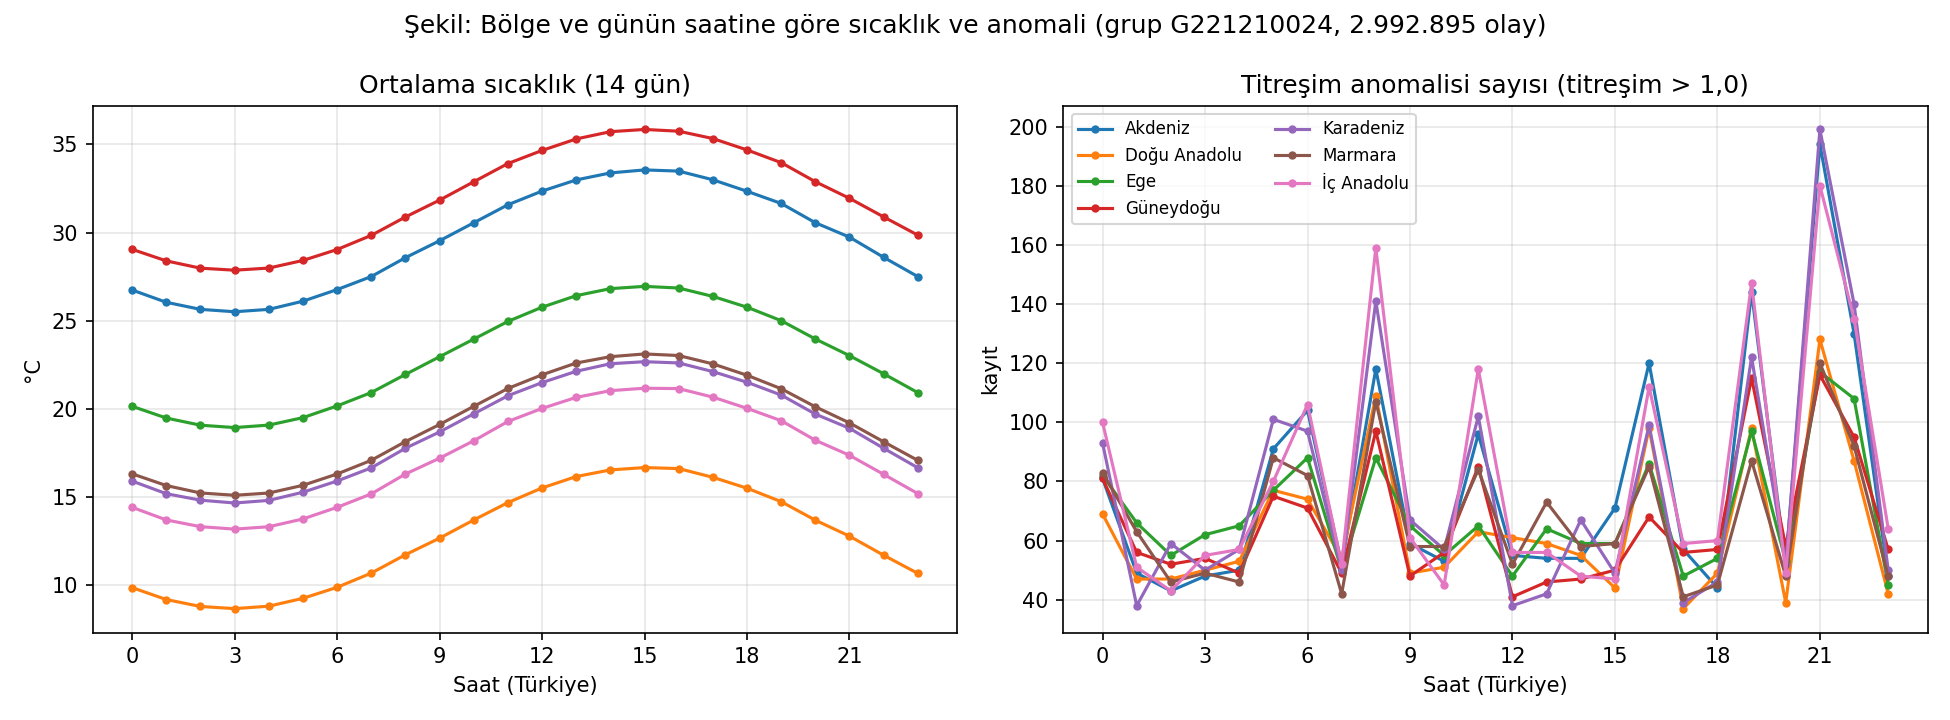 Şekil: Bölge ve günün saatine göre sıcaklık ve anomali (grup G221210024, 2.992.895 olay)
Ortalama sıcaklık (14 gün)
°C
35
30
25
20
15
10
0 3 6 9 12 15 18 21
Saat (Türkiye)
Titreşim anomalisi sayısı (titreşim > 1,0)
Akdeniz
Doğu Anadolu
Ege
Güneydoğu
Karadeniz
Marmara
İç Anadolu
kayıt
200
180
160
140
120
100
80
60
40
0 3 6 9 12 15 18 21
Saat (Türkiye)